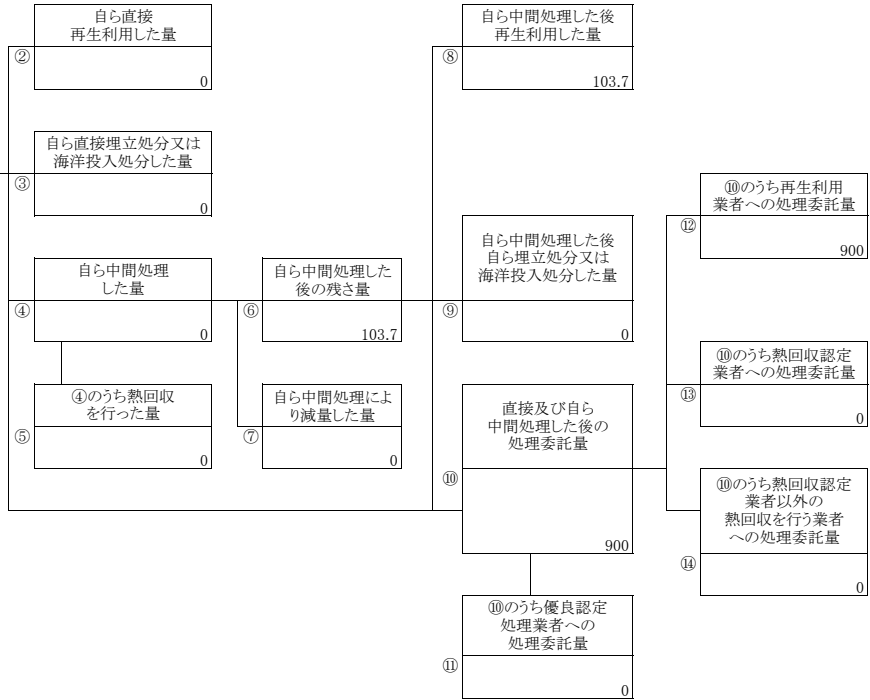 自ら直接
再生利用した量
②
0
自ら直接埋立処分又は
海洋投入処分した量
③
0
自ら中間処理
した量
④
0
④のうち熱回収
を行った量
⑤
0
自ら中間処理した
後の残さ量
⑥
103.7
自ら中間処理によ
り減量した量
⑦
0
自ら中間処理した後
再生利用した量
⑧
103.7
自ら中間処理した後
自ら埋立処分又は
海洋投入処分した量
⑨
0
直接及び自ら
中間処理した後の
処理委託量
⑩
900
⑩のうち優良認定
処理業者への
処理委託量
⑪
0
⑩のうち再生利用
業者への処理委託量
⑫
900
⑩のうち熱回収認定
業者への処理委託量
⑬
0
⑩のうち熱回収認定
業者以外の
熱回収を行う業者
への処理委託量
⑭
0